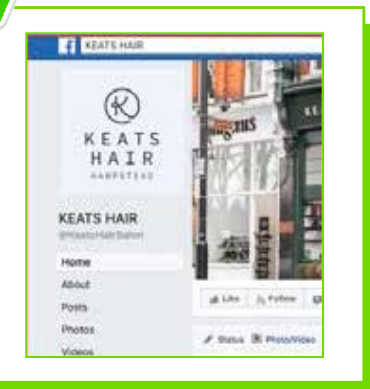 KEATS HAIR
K
KEATS
HAIR
HAMPSTEAD
KEATS HAIR
@KeatsHairSalon
Home
About
Posts
Photos
Videos
Like
Follow
Status
Photo/Video